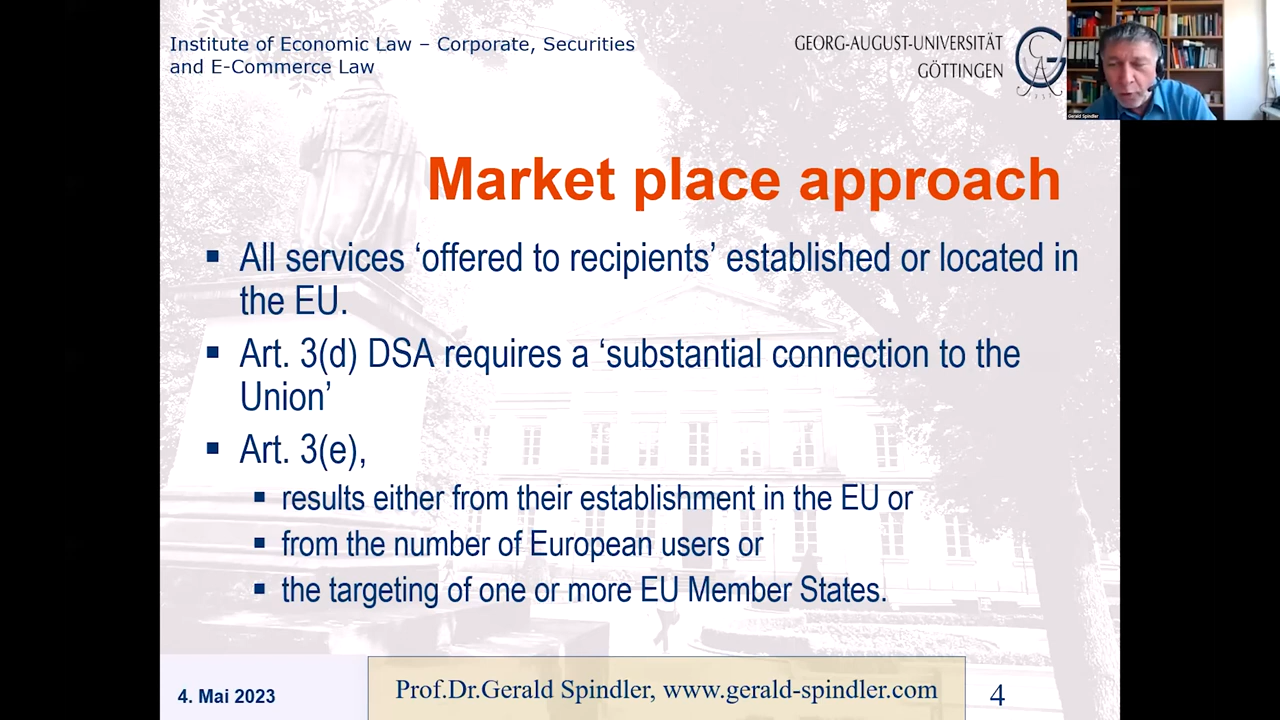 Institute of Economic Law – Corporate, Securities
and E-Commerce Law
GEORG-AUGUST-UNIVERSITÄT
GÖTTINGEN
Gerald Spindler
Market place approach
All services ‘offered to recipients’ established or located in
the EU.
Art. 3(d) DSA requires a ‘substantial connection to the
Union’
Art. 3(e),
results either from their establishment in the EU or
from the number of European users or
the targeting of one or more EU Member States.
4. Mai 2023
Prof.Dr.Gerald Spindler, www.gerald-spindler.com
4